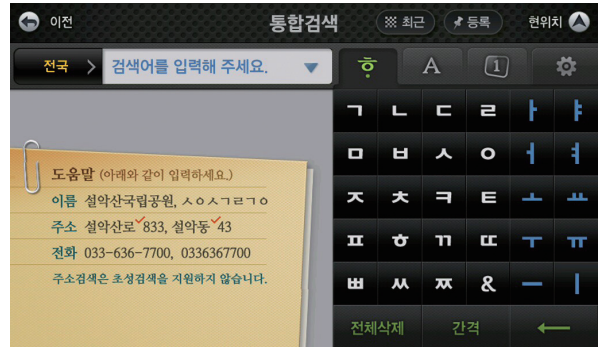 이전 통합검색 최근 등록 현위치
전국 > 검색어를 입력해 주세요.
ㅎ A 1
도움말 (아래와 같이 입력하세요.)
이름 설악산국립공원, ㅅㅇㅅㄱㄹㄱㅇ
주소 설악산로✓833, 설악동✓43
전화 033-636-7700, 0336367700
주소검색은 초성검색을 지원하지 않습니다.
ㄱ ㄴ ㄷ ㄹ ㅏ ㅑ
ㅁ ㅂ ㅅ ㅇ ㅓ ㅕ
ㅈ ㅊ ㅋ ㅌ ㅗ ㅛ
ㅍ ㅎ ㄲ ㄸ ㅜ ㅠ
ㅃ ㅆ ㅉ & ㅡ ㅣ
전체삭제 간격 ←